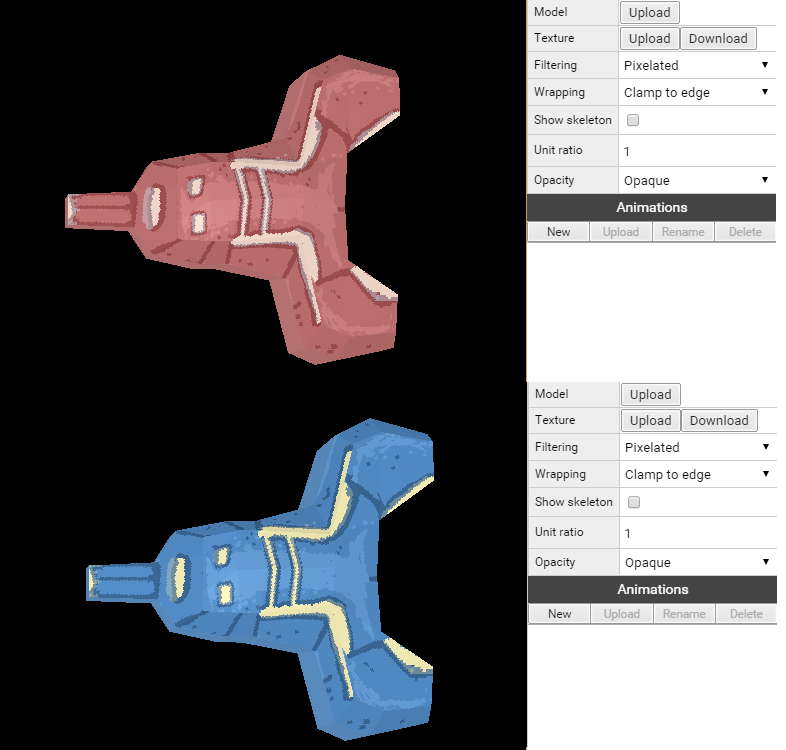 Model Upload
Texture Upload Download
Filtering Pixelated
Wrapping Clamp to edge
Show skeleton
Unit ratio 1
Opacity Opaque
Animations
New Upload Rename Delete
Model Upload
Texture Upload Download
Filtering Pixelated
Wrapping Clamp to edge
Show skeleton
Unit ratio 1
Opacity Opaque
Animations
New Upload Rename Delete